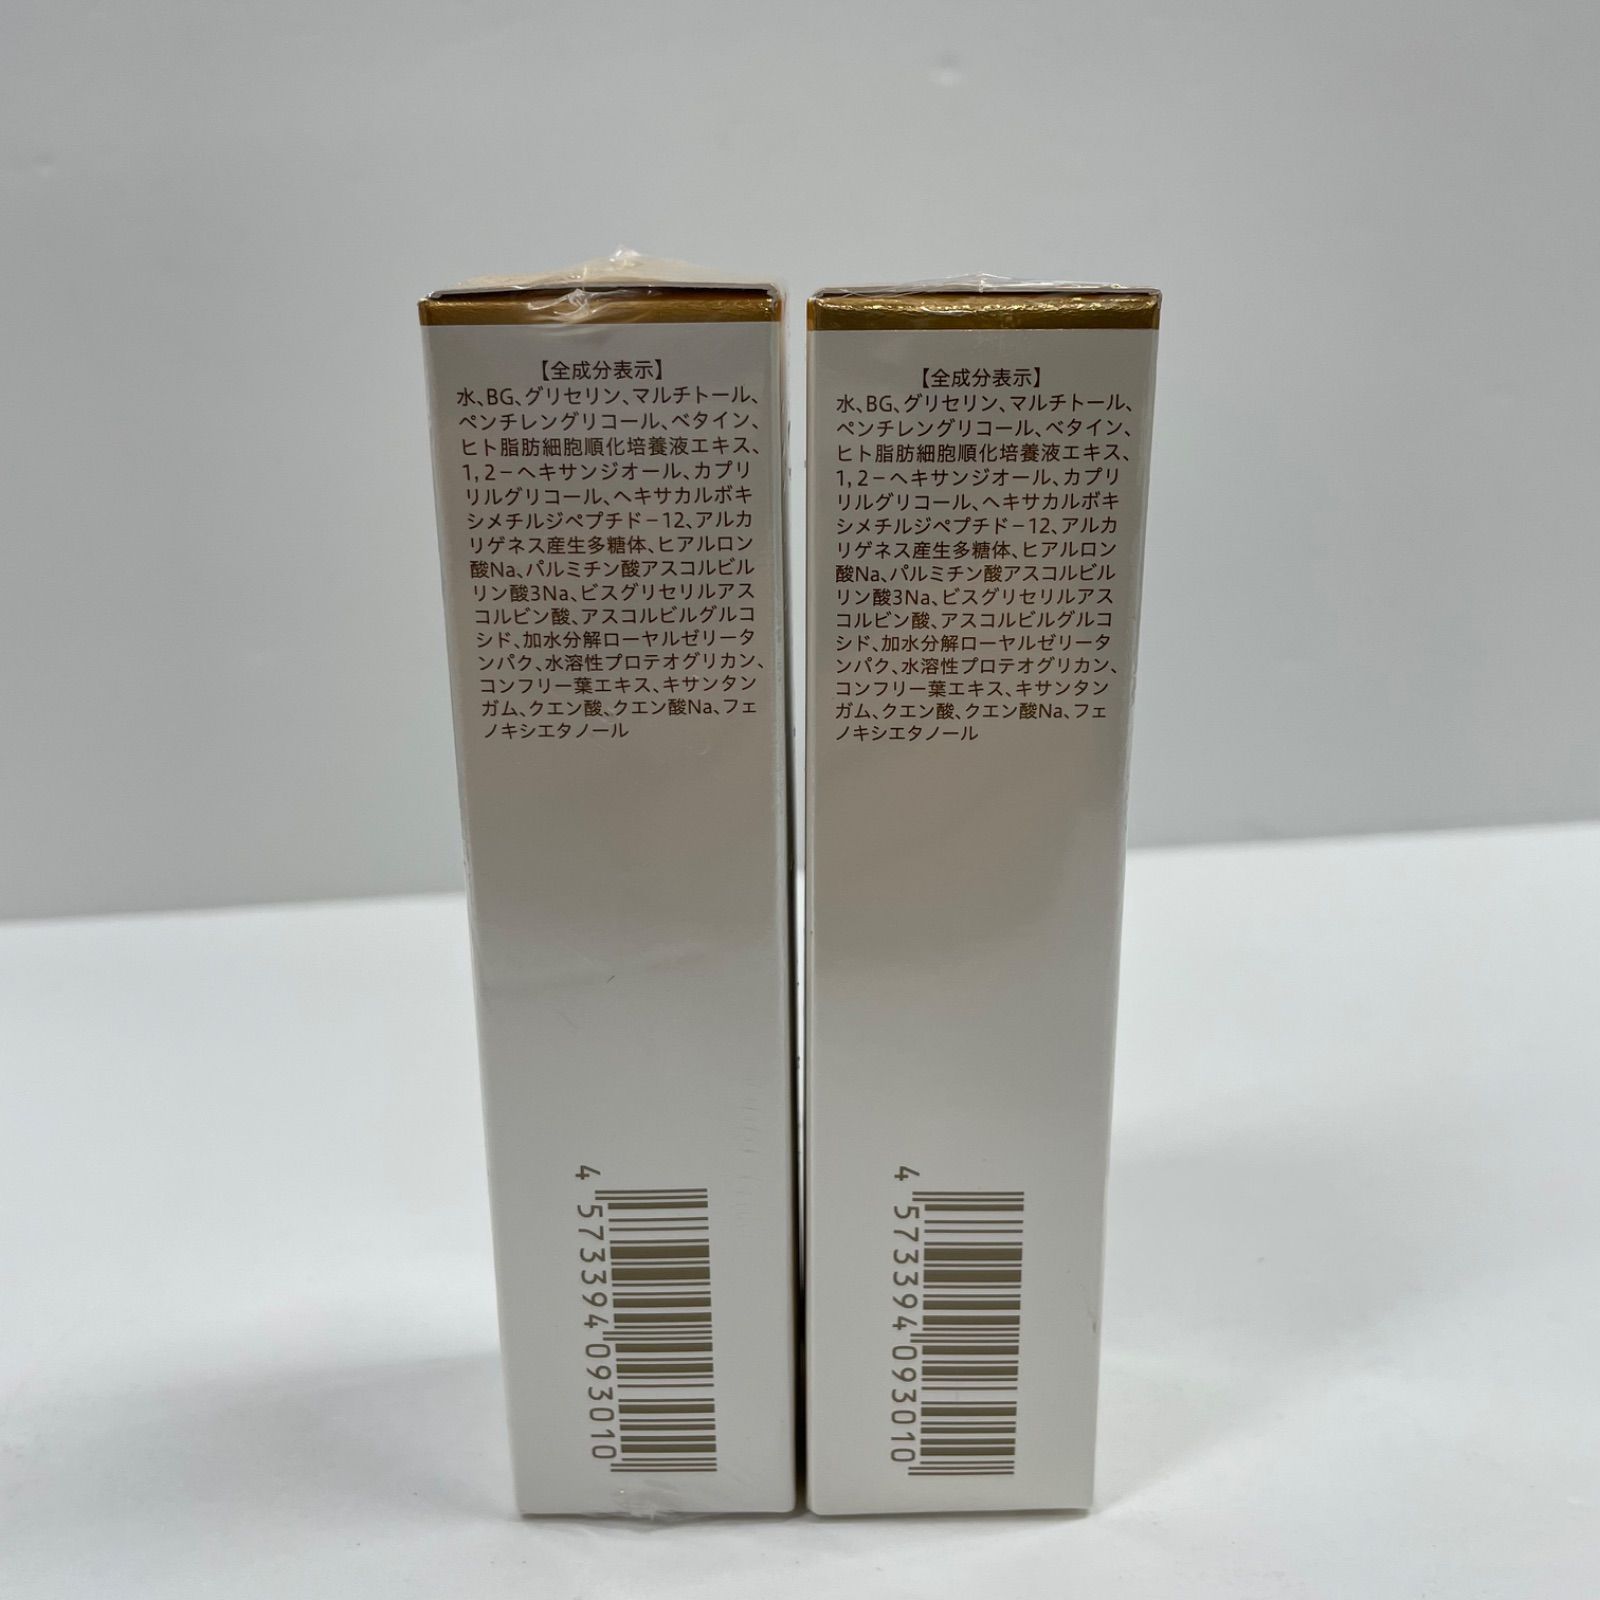 【全成分表示】
水、BG、グリセリン、マルチトール、
ペンチレングリコール、ベタイン、
ヒト脂肪細胞順化培養液エキス、
1,2−ヘキサンジオール、カプリ
リルグリコール、ヘキサカルボキ
シメチルジペプチド−12、アルカ
リゲネス産生多糖体、ヒアルロン
酸Na、パルミチン酸アスコルビル
リン酸3Na、ビスグリセリルアス
コルビン酸、アスコルビルグルコ
シド、加水分解ローヤルゼリータ
ンパク、水溶性プロテオグリカン、
コンフリー葉エキス、キサンタン
ガム、クエン酸、クエン酸Na、フェ
ノキシエタノール
4 573394 093010
【全成分表示】
水、BG、グリセリン、マルチトール、
ペンチレングリコール、ベタイン、
ヒト脂肪細胞順化培養液エキス、
1,2−ヘキサンジオール、カプリ
リルグリコール、ヘキサカルボキ
シメチルジペプチド−12、アルカ
リゲネス産生多糖体、ヒアルロン
酸Na、パルミチン酸アスコルビル
リン酸3Na、ビスグリセリルアス
コルビン酸、アスコルビルグルコ
シド、加水分解ローヤルゼリータ
ンパク、水溶性プロテオグリカン、
コンフリー葉エキス、キサンタン
ガム、クエン酸、クエン酸Na、フェ
ノキシエタノール
4 573394 093010